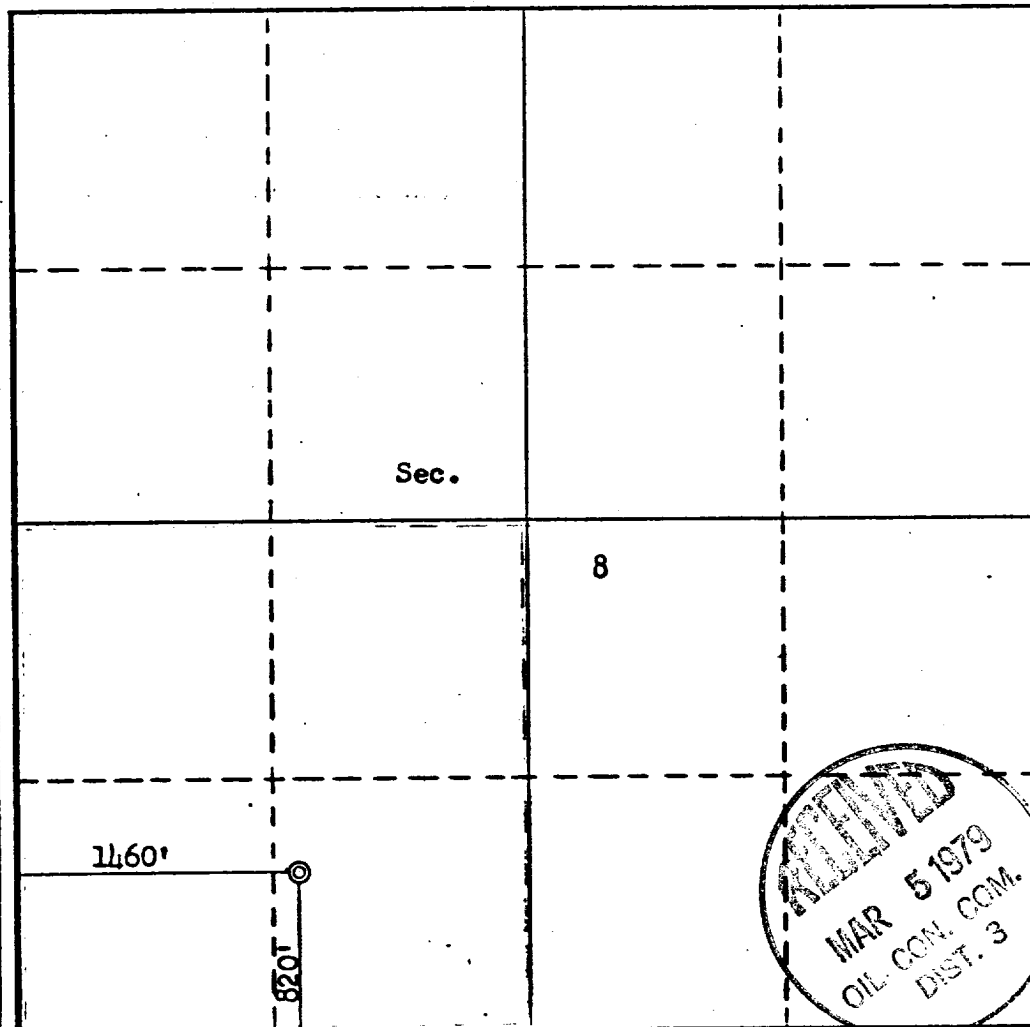 Sec.
8
1460'
820'
RECEIVED
MAR 5 1979
OIL CON. COM.
DIST. 3